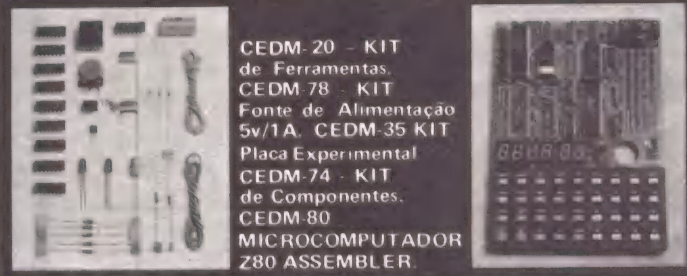 CEDM-20 - KIT
de Ferramentas.
CEDM-78 - KIT
Fonte de Alimentação
5v/1A. CEDM-35 KIT
Placa Experimental
CEDM-74 - KIT
de Componentes.
CEDM-80
MICROCOMPUTADOR
Z80 ASSEMBLER.